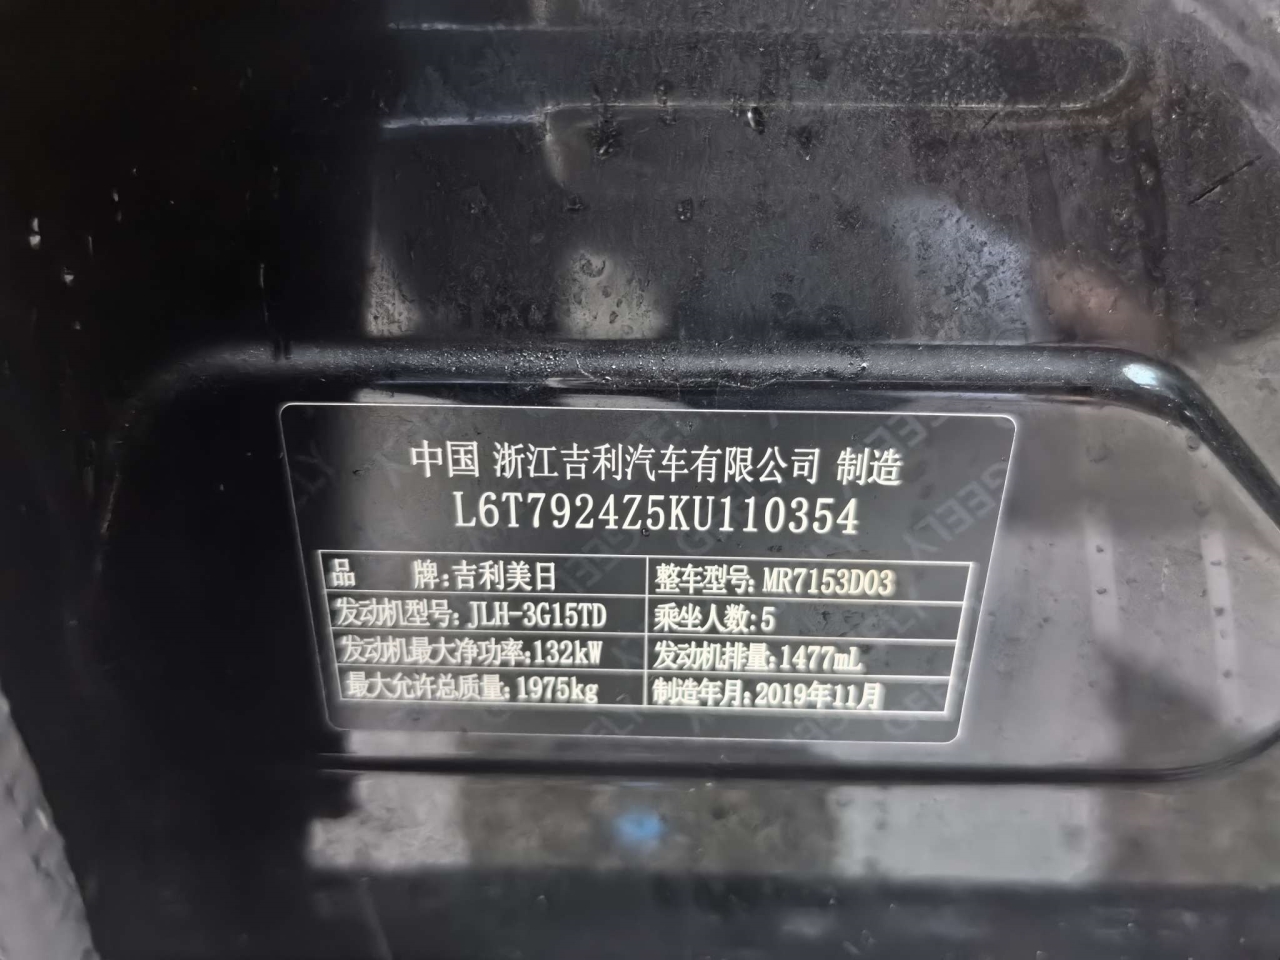 中国 浙江吉利汽车有限公司 制造
L6T7924Z5KU110354
品 牌:吉利美日 整车型号:MR7153D03
发动机型号:JLH-3G15TD 乘坐人数:5
发动机最大净功率:132kW 发动机排量:1477mL
最大允许总质量:1975kg 制造年月:2019年11月
GEELY